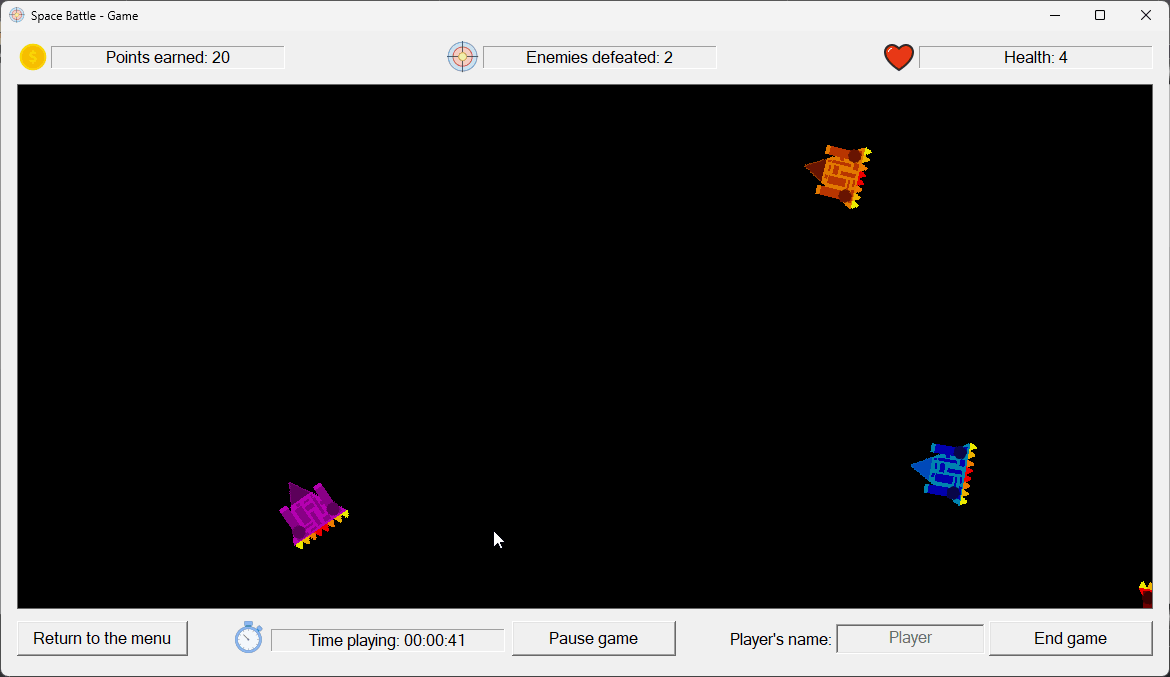 Space Battle - Game
Points earned: 20
Enemies defeated: 2
Health: 4
Return to the menu
Time playing: 00:00:41
Pause game
Player's name:
Player
End game